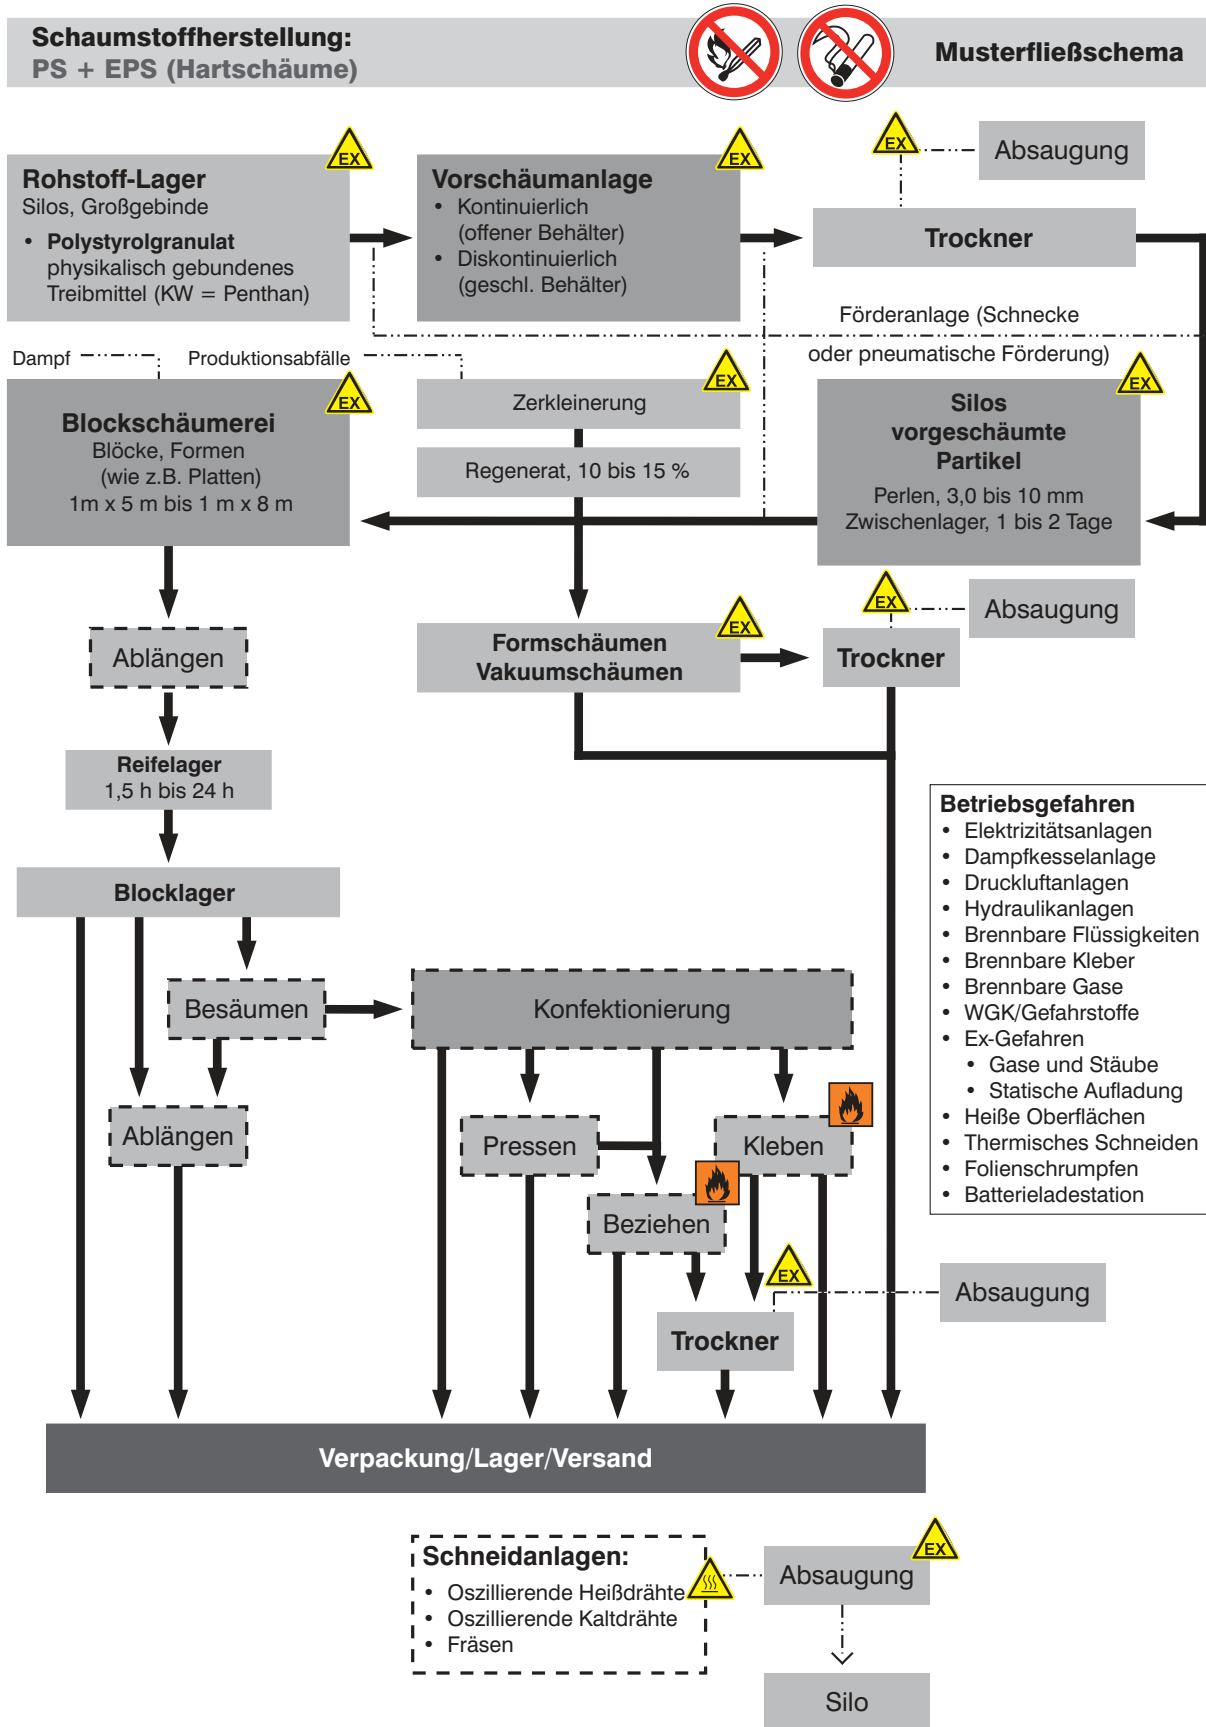 Schaumstoffherstellung:
PS + EPS (Hartschäume)
Musterfließschema
EX
Rohstoff-Lager
Silos, Großgebinde
• Polystyrolgranulat
physikalisch gebundenes
Treibmittel (KW = Penthan)
EX
Vorschäumanlage
• Kontinuierlich
(offener Behälter)
• Diskontinuierlich
(geschl. Behälter)
EX
Absaugung
Trockner
Förderanlage (Schnecke
oder pneumatische Förderung)
Dampf
Produktionsabfälle
EX
Blockschäumerei
Blöcke, Formen
(wie z.B. Platten)
1m x 5 m bis 1 m x 8 m
EX
Zerkleinerung
Regenerat, 10 bis 15 %
EX
Silos
vorgeschäumte
Partikel
Perlen, 3,0 bis 10 mm
Zwischenlager, 1 bis 2 Tage
EX
Absaugung
Ablängen
EX
Formschäumen
Vakuumschäumen
Trockner
Reifelager
1,5 h bis 24 h
Blocklager
Betriebsgefahren
• Elektrizitätsanlagen
• Dampfkesselanlage
• Druckluftanlagen
• Hydraulikanlagen
• Brennbare Flüssigkeiten
• Brennbare Kleber
• Brennbare Gase
• WGK/Gefahrstoffe
• Ex-Gefahren
• Gase und Stäube
• Statische Aufladung
• Heiße Oberflächen
• Thermisches Schneiden
• Folienschrumpfen
• Batterieladestation
Besäumen
Konfektionierung
Ablängen
Pressen
Kleben
Beziehen
EX
Absaugung
Trockner
Verpackung/Lager/Versand
Schneidanlagen:
• Oszillierende Heißdrähte
• Oszillierende Kaltdrähte
• Fräsen
EX
Absaugung
Silo